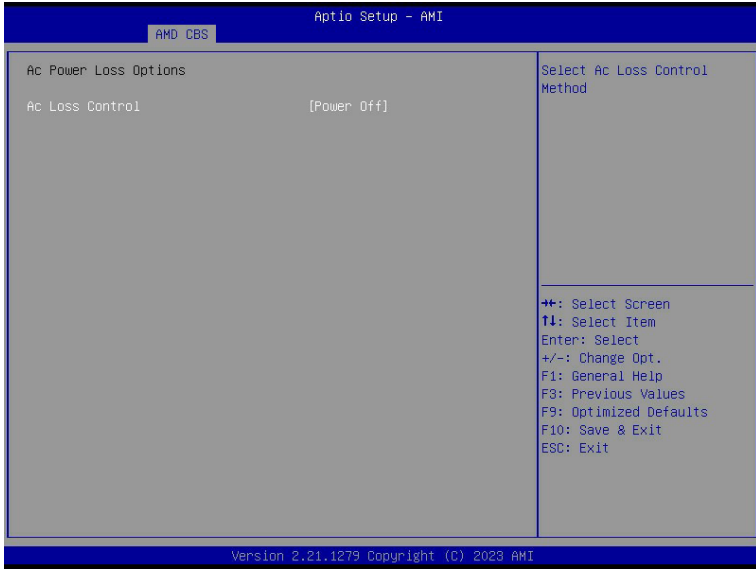 Aptio Setup – AMI
AMD CBS
Ac Power Loss Options
Ac Loss Control [Power Off]
Select Ac Loss Control
Method
→←: Select Screen
↑↓: Select Item
Enter: Select
+/-: Change Opt.
F1: General Help
F3: Previous Values
F9: Optimized Defaults
F10: Save & Exit
ESC: Exit
Version 2.21.1279 Copyright (C) 2023 AMI